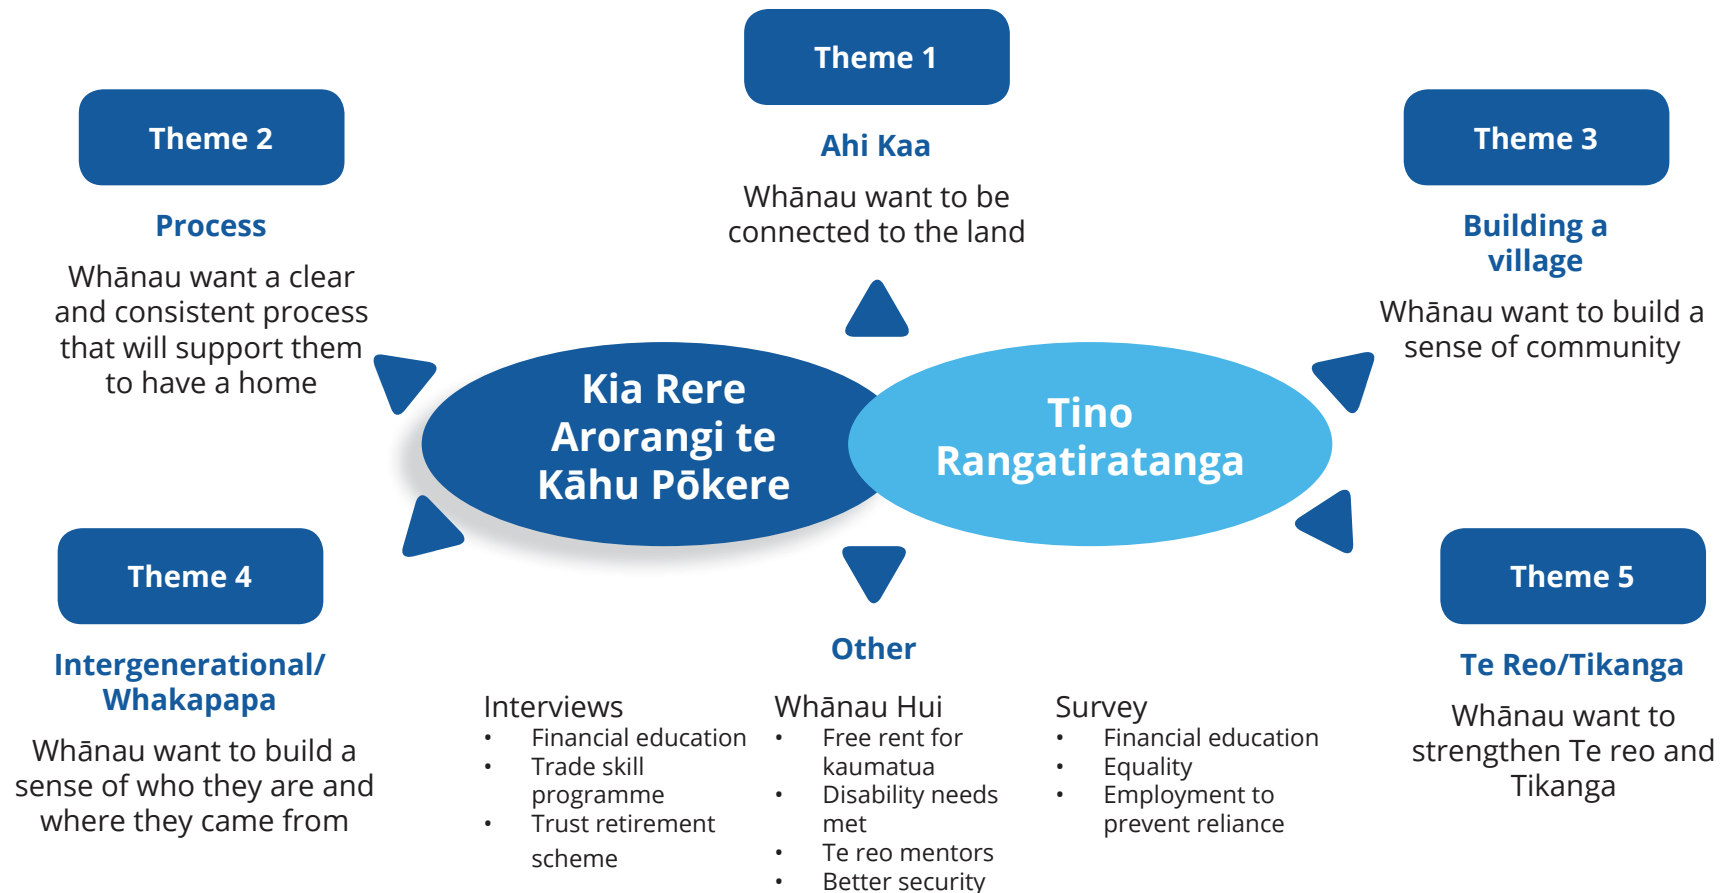 Theme 1
Ahi Kaa
Whānau want to be
connected to the land
Theme 2
Process
Whānau want a clear
and consistent process
that will support them
to have a home
Theme 3
Building a
village
Whānau want to build a
sense of community
Kia Rere
Arorangi te
Kāhu Pōkere
Tino
Rangatiratanga
Theme 4
Intergenerational/
Whakapapa
Whānau want to build a
sense of who they are and
where they came from
Other
Interviews
• Financial education
• Trade skill
programme
• Trust retirement
scheme
Whānau Hui
• Free rent for
kaumatua
• Disability needs
met
• Te reo mentors
• Better security
Survey
• Financial education
• Equality
• Employment to
prevent reliance
Theme 5
Te Reo/Tikanga
Whānau want to
strengthen Te reo and
Tikanga